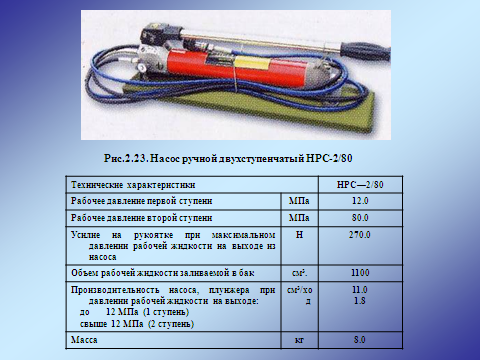 Рис.2.23. Насос ручной двухступенчатый НРС-2/80
Технические характеристики НРС—2/80
Рабочее давление первой ступени МПа 12.0
Рабочее давление второй ступени МПа 80.0
Усилие на рукоятке при максимальном Н 270.0
давлении рабочей жидкости на выходе из
насоса
Объем рабочей жидкости заливаемой в бак см³. 1100
Производительность насоса, плунжера при см³/хо 11.0
давлении рабочей жидкости на выходе: д 1.8
до 12 МПа (1 ступень)
свыше 12 МПа (2 ступень)
Масса кг 8.0